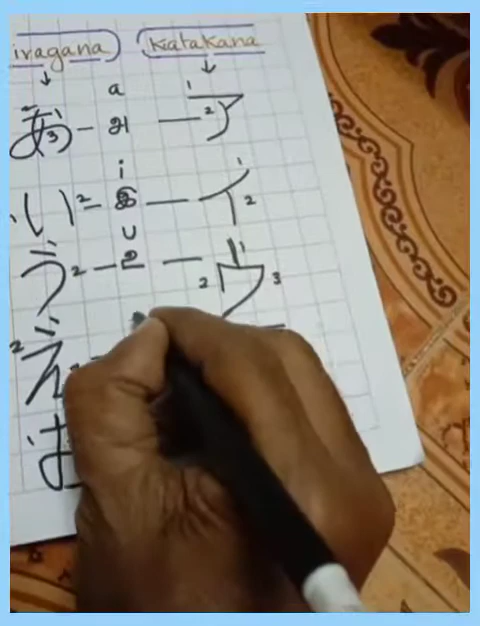 iragana Katakana
a
あ - அ - ア
i
い - இ - イ
u
う - உ - ウ
え
お